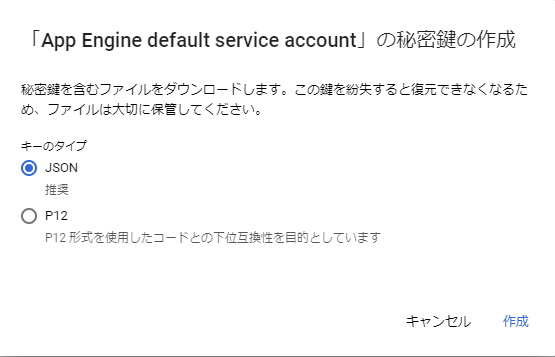 「App Engine default service account」の秘密鍵の作成
秘密鍵を含むファイルをダウンロードします。この鍵を紛失すると復元できなくなるた
め、ファイルは大切に保管してください。
キーのタイプ
JSON
推奨
P12
P12 形式を使用したコードとの下位互換性を目的としています
キャンセル 作成